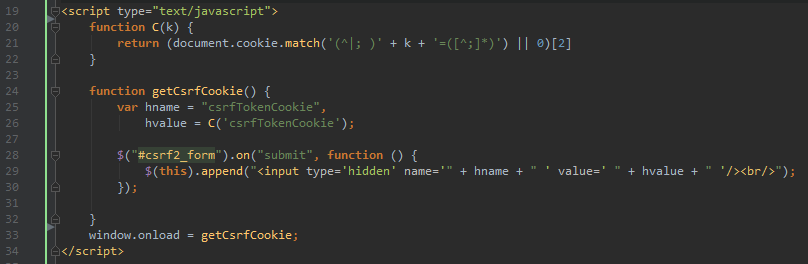 19 <script type="text/javascript">
20     function C(k) {
21         return (document.cookie.match('(^|; )' + k + '=([^;]*)') || 0)[2]
22     }
23
24     function getCsrfCookie() {
25         var hname = "csrfTokenCookie",
26             hvalue = C('csrfTokenCookie');
27
28         $("#csrf2_form").on("submit", function () {
29             $(this).append("<input type='hidden' name='" + hname + " ' value=' " + hvalue + " '/><br/>");
30         });
31
32     }
33     window.onload = getCsrfCookie;
34 </script>